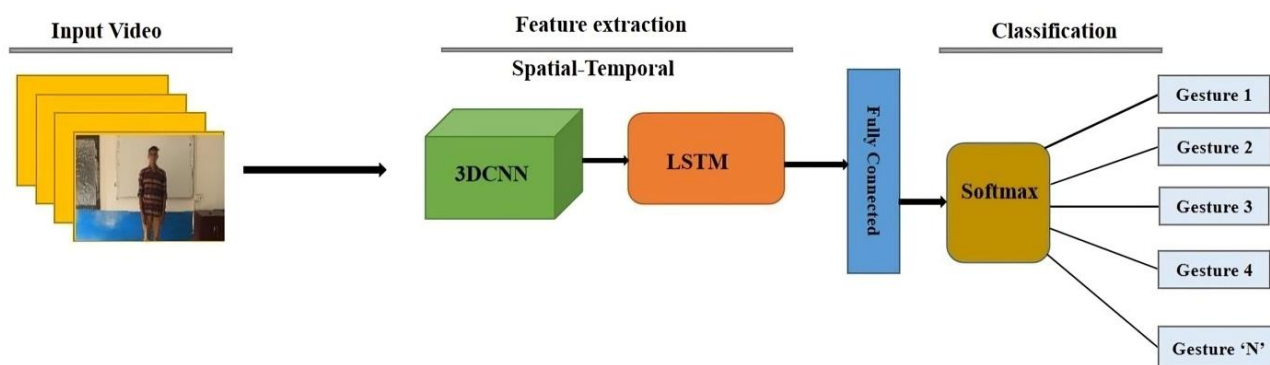 Input Video
Feature extraction
Spatial-Temporal
Classification
3DCNN
LSTM
Fully Connected
Softmax
Gesture 1
Gesture 2
Gesture 3
Gesture 4
Gesture ‘N’